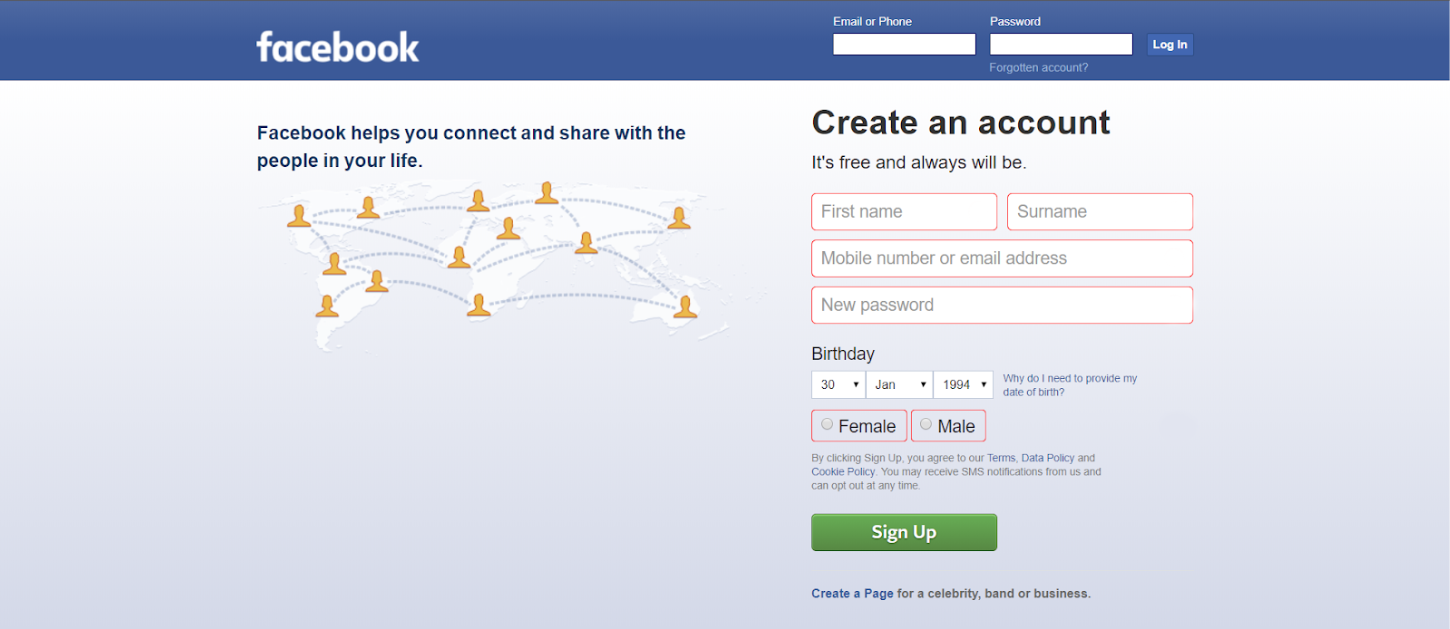 facebook
Email or Phone
Password
Log In
Forgotten account?
Facebook helps you connect and share with the
people in your life.
Create an account
It's free and always will be.
First name
Surname
Mobile number or email address
New password
Birthday
30
Jan
1994
Why do I need to provide my
date of birth?
Female
Male
By clicking Sign Up, you agree to our Terms, Data Policy and
Cookie Policy. You may receive SMS notifications from us and
can opt out at any time.
Sign Up
Create a Page for a celebrity, band or business.